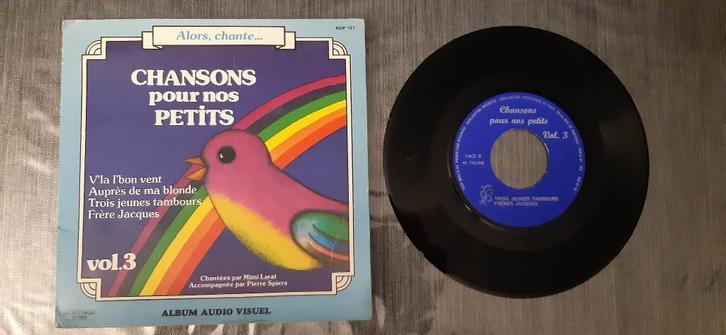 Alors, chante...
ADP 121
CHANSONS
pour nos
PETiTS
V'la l'bon vent
Auprès de ma blonde
Trois jeunes tambours
Frère Jacques
vol.3
Chantées par Mimi Larat
Accompagnée par Pierre Spiers
ALBUM AUDIO VISUEL
Chansons
pour nos petits
Vol. 3
FACE B
45 TOURS
TROIS JEUNES TAMBOURS
FRERES JACQUES